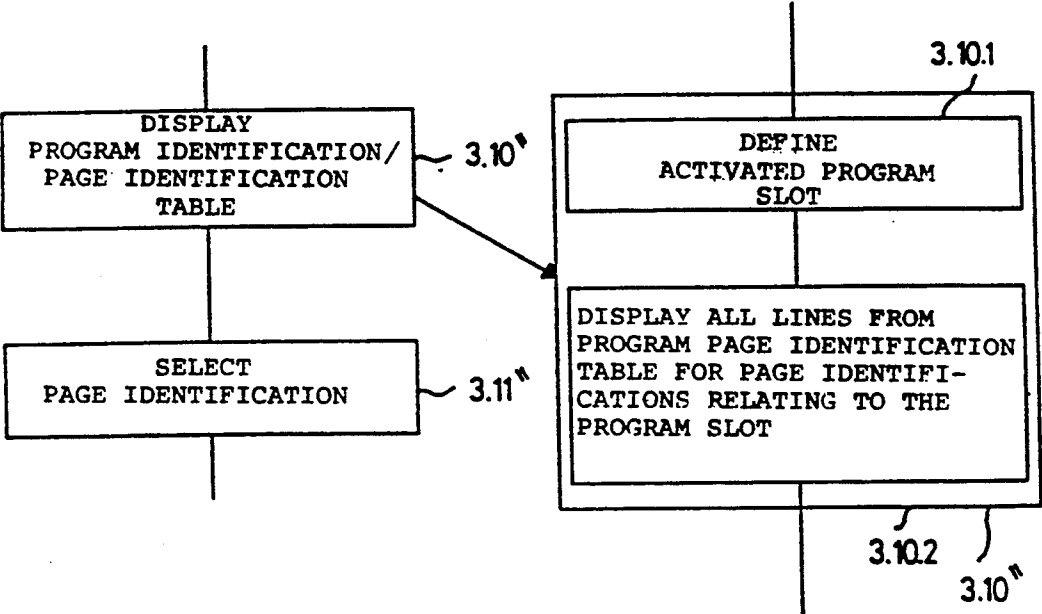 DISPLAY
PROGRAM IDENTIFICATION/
PAGE IDENTIFICATION
TABLE
3.10"
SELECT
PAGE IDENTIFICATION
3.11"
3.10.1
DEFINE
ACTIVATED PROGRAM
SLOT
DISPLAY ALL LINES FROM
PROGRAM PAGE IDENTIFICATION
TABLE FOR PAGE IDENTIFI-
CATIONS RELATING TO THE
PROGRAM SLOT
3.10.2
3.10"